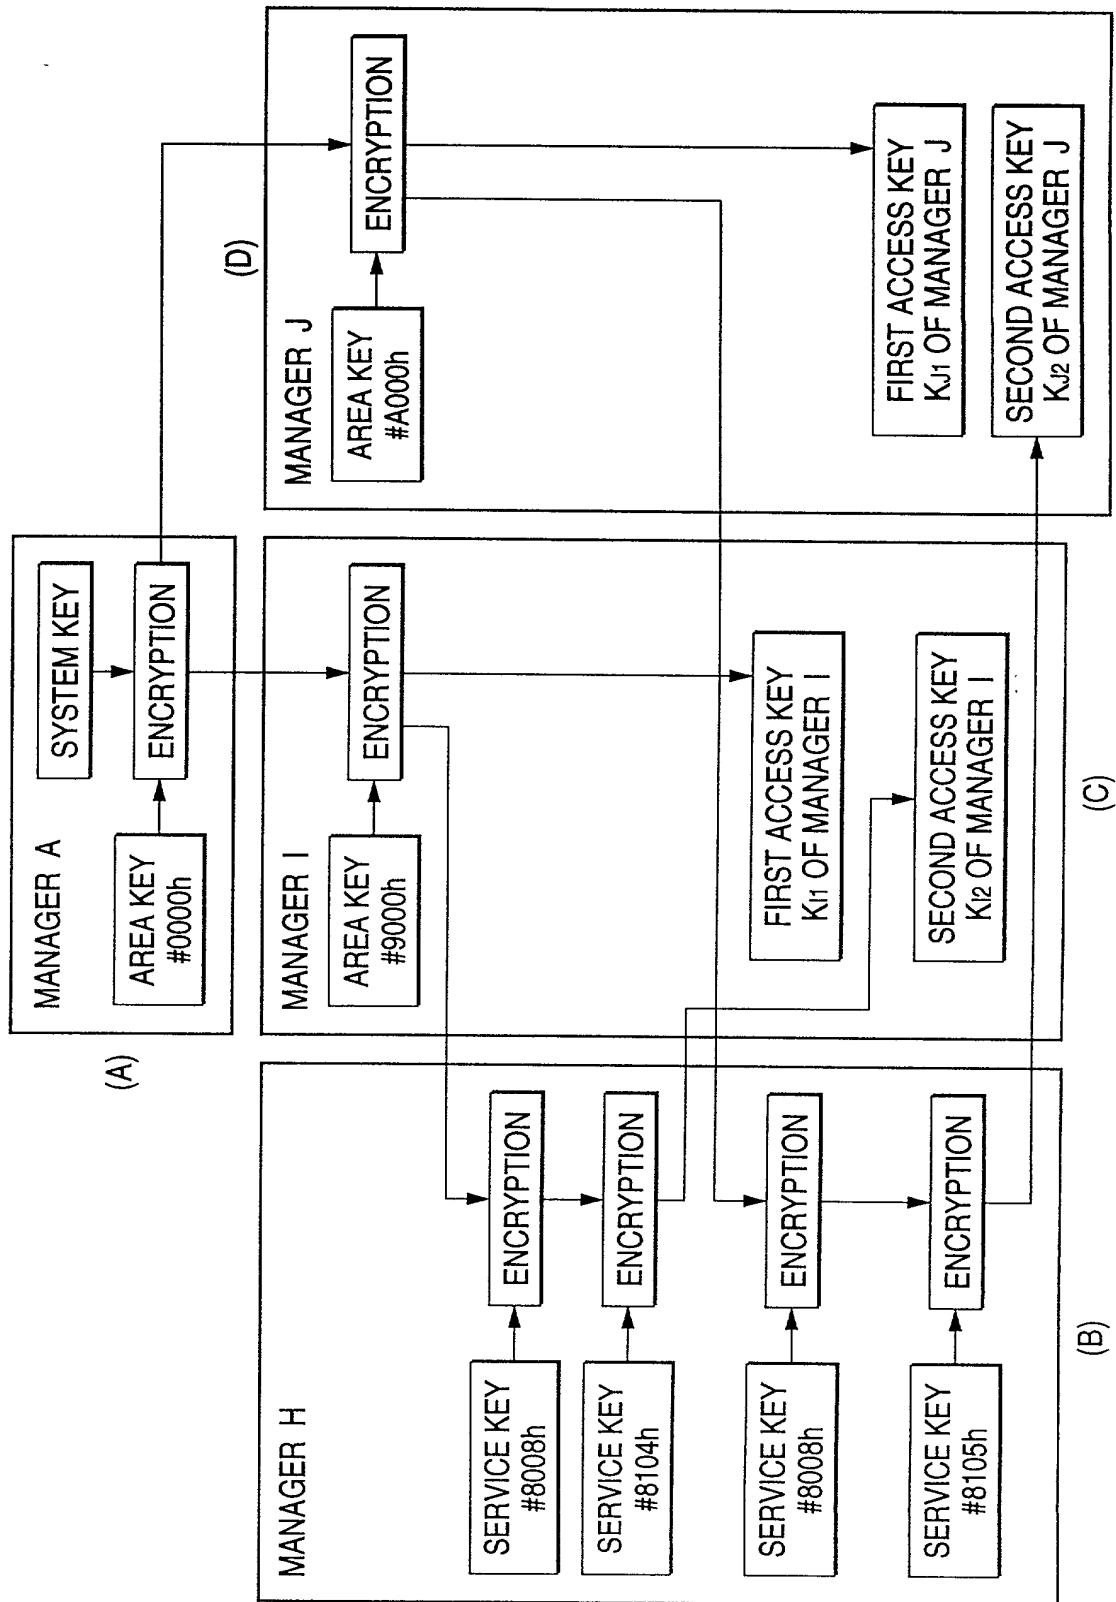 (A)
MANAGER A
SYSTEM KEY
AREA KEY
#0000h
ENCRYPTION
(B)
MANAGER H
SERVICE KEY
#8008h
ENCRYPTION
SERVICE KEY
#8104h
ENCRYPTION
SERVICE KEY
#8008h
ENCRYPTION
SERVICE KEY
#8105h
ENCRYPTION
(C)
MANAGER I
AREA KEY
#9000h
ENCRYPTION
FIRST ACCESS KEY
KI1 OF MANAGER I
SECOND ACCESS KEY
KI2 OF MANAGER I
(D)
MANAGER J
AREA KEY
#A000h
ENCRYPTION
FIRST ACCESS KEY
KJ1 OF MANAGER J
SECOND ACCESS KEY
KJ2 OF MANAGER J